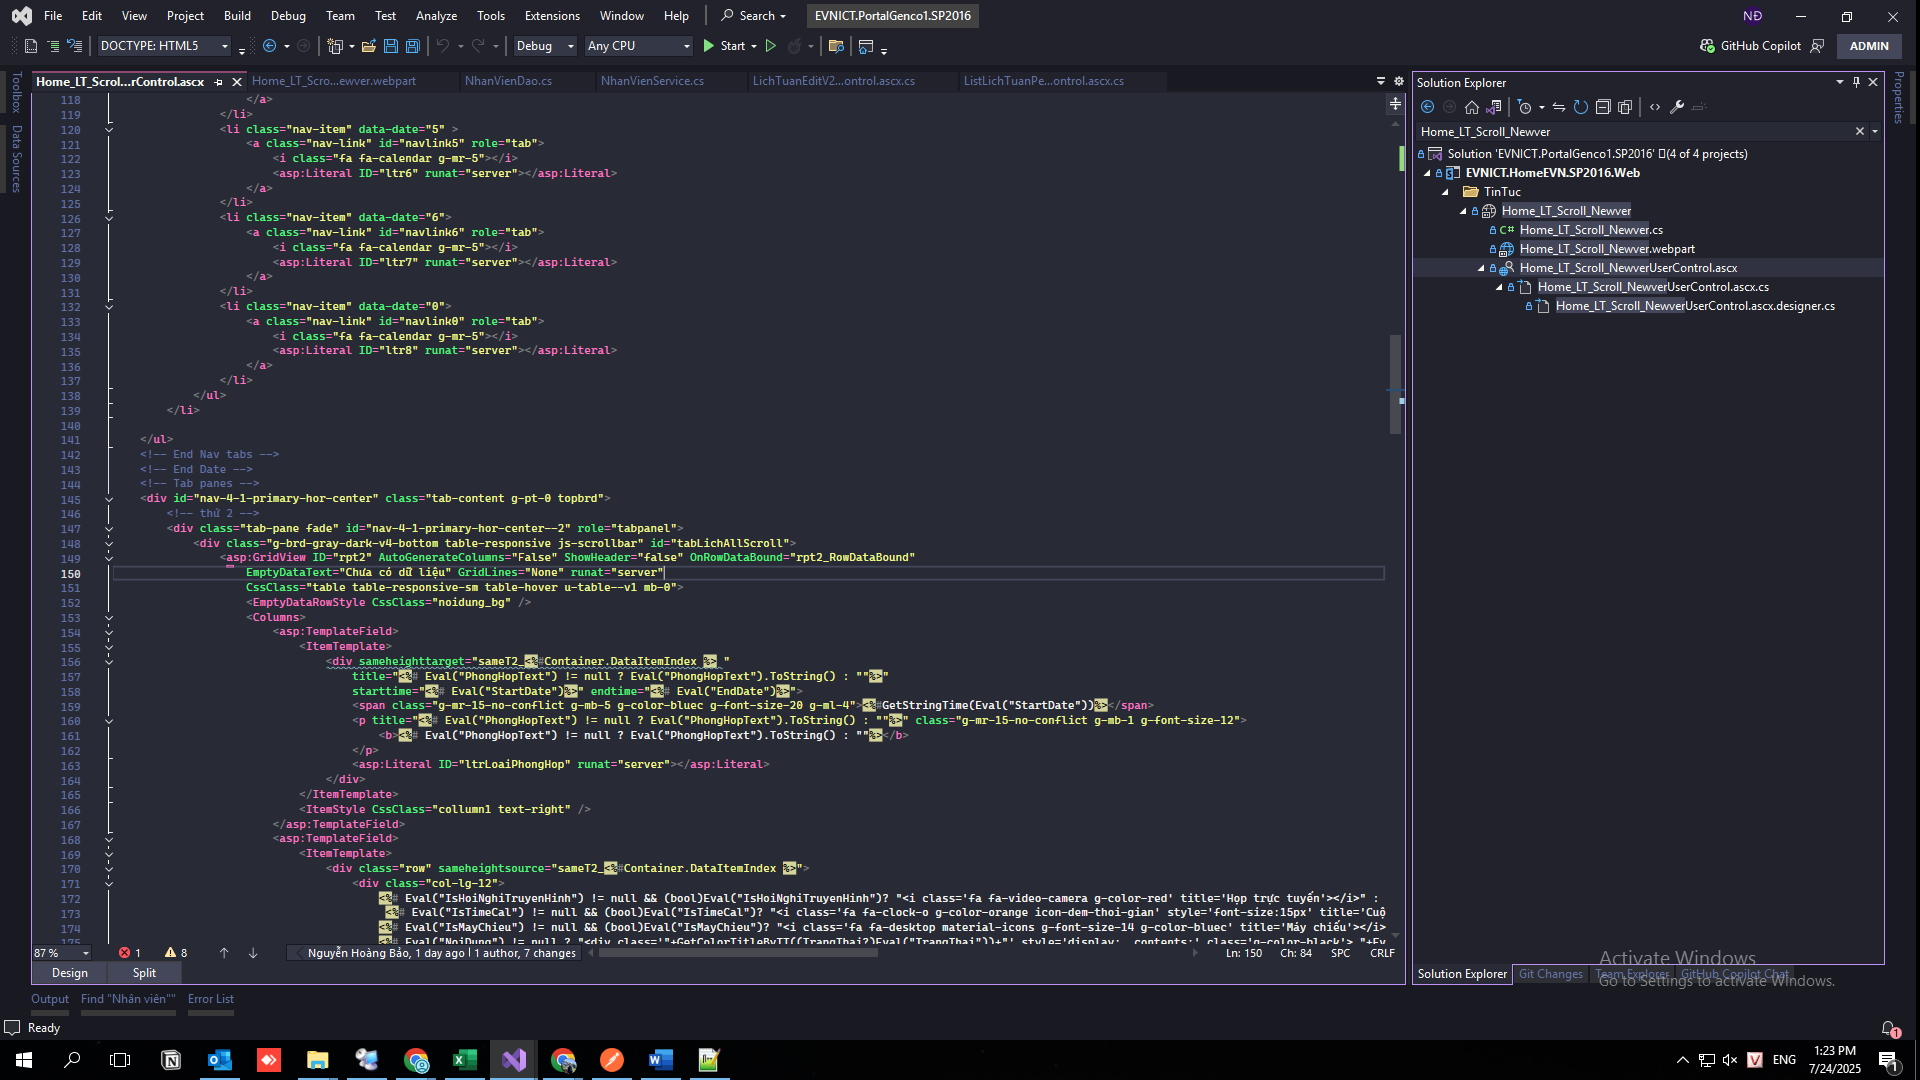 File Edit View Project Build Debug Team Test Analyze Tools Extensions Window Help Search EVNICT.PortalGenco1.SP2016 NĐ
DOCTYPE: HTML5 Debug Any CPU Start GitHub Copilot ADMIN
Home_LT_Scrol...rControl.ascx Home_LT_Scro...ewver.webpart NhanVienDao.cs NhanVienService.cs LichTuanEditV2...ontrol.ascx.cs ListLichTuanPe...ontrol.ascx.cs
Toolbox
Data Sources
118 </a>
119 </li>
120 <li class="nav-item" data-date="5" >
121 <a class="nav-link" id="navlink5" role="tab">
122 <i class="fa fa-calendar g-mr-5"></i>
123 <asp:Literal ID="ltr6" runat="server"></asp:Literal>
124 </a>
125 </li>
126 <li class="nav-item" data-date="6">
127 <a class="nav-link" id="navlink6" role="tab">
128 <i class="fa fa-calendar g-mr-5"></i>
129 <asp:Literal ID="ltr7" runat="server"></asp:Literal>
130 </a>
131 </li>
132 <li class="nav-item" data-date="0">
133 <a class="nav-link" id="navlink0" role="tab">
134 <i class="fa fa-calendar g-mr-5"></i>
135 <asp:Literal ID="ltr8" runat="server"></asp:Literal>
136 </a>
137 </li>
138 </ul>
139 </li>
140
141 </ul>
142 <!-- End Nav tabs -->
143 <!-- End Date -->
144 <!-- Tab panes -->
145 <div id="nav-4-1-primary-hor-center" class="tab-content g-pt-0 topbrd">
146 <!-- thứ 2 -->
147 <div class="tab-pane fade" id="nav-4-1-primary-hor-center--2" role="tabpanel">
148 <div class="g-brd-gray-dark-v4-bottom table-responsive js-scrollbar" id="tabLichAllScroll">
149 <asp:GridView ID="rpt2" AutoGenerateColumns="False" ShowHeader="false" OnRowDataBound="rpt2_RowDataBound"
150 EmptyDataText="Chưa có dữ liệu" GridLines="None" runat="server"
151 CssClass="table table-responsive-sm table-hover u-table--v1 mb-0">
152 <EmptyDataRowStyle CssClass="noidung_bg" />
153 <Columns>
154 <asp:TemplateField>
155 <ItemTemplate>
156 <div sameheighttarget="sameT2_<%#Container.DataItemIndex %> "
157 title="<%# Eval("PhongHopText") != null ? Eval("PhongHopText").ToString() : ""%>"
158 starttime="<%# Eval("StartDate")%>" endtime="<%# Eval("EndDate")%>">
159 <span class="g-mr-15-no-conflict g-mb-5 g-color-bluec g-font-size-20 g-ml-4"><%#GetStringTime(Eval("StartDate"))%></span>
160 <p title="<%# Eval("PhongHopText") != null ? Eval("PhongHopText").ToString() : ""%>" class="g-mr-15-no-conflict g-mb-1 g-font-size-12">
161 <b><%# Eval("PhongHopText") != null ? Eval("PhongHopText").ToString() : ""%></b>
162 </p>
163 <asp:Literal ID="ltrLoaiPhongHop" runat="server"></asp:Literal>
164 </div>
165 </ItemTemplate>
166 <ItemStyle CssClass="collumn1 text-right" />
167 </asp:TemplateField>
168 <asp:TemplateField>
169 <ItemTemplate>
170 <div class="row" sameheightsource="sameT2_<%#Container.DataItemIndex %>">
171 <div class="col-lg-12">
172 <%# Eval("IsHoiNghiTruyenHinh") != null && (bool)Eval("IsHoiNghiTruyenHinh")? "<i class='fa fa-video-camera g-color-red' title='Họp trực tuyến'></i>" :
173 <%# Eval("IsTimeCal") != null && (bool)Eval("IsTimeCal")? "<i class='fa fa-clock-o g-color-orange icon-dem-thoi-gian' style='font-size:15px' title='Cuộ
174 <%# Eval("IsMayChieu") != null && (bool)Eval("IsMayChieu")? "<i class='fa fa-desktop material-icons g-font-size-14 g-color-bluec' title='Máy chiếu'></i>
175 <%# Eval("NoiDung") != null ? "<div class='"+GetColorTitleByTT((TrangThai?)Eval("TrangThai"))+"' style='display: contents;' class='g-color-black'> "+Ev
87 % 1 8 Nguyễn Hoàng Bảo, 1 day ago | 1 author, 7 changes Ln: 150 Ch: 84 SPC CRLF
Design Split
Output Find "Nhân viên"" Error List
Ready
Solution Explorer
Home_LT_Scroll_Newver
Solution 'EVNICT.PortalGenco1.SP2016' (4 of 4 projects)
EVNICT.HomeEVN.SP2016.Web
TinTuc
Home_LT_Scroll_Newver
C# Home_LT_Scroll_Newver.cs
Home_LT_Scroll_Newver.webpart
Home_LT_Scroll_NewverUserControl.ascx
Home_LT_Scroll_NewverUserControl.ascx.cs
Home_LT_Scroll_NewverUserControl.ascx.designer.cs
Properties
Activate Windows
Go to Settings to activate Windows.
Solution Explorer Git Changes Team Explorer GitHub Copilot Chat
1
ENG 1:23 PM
7/24/2025
1